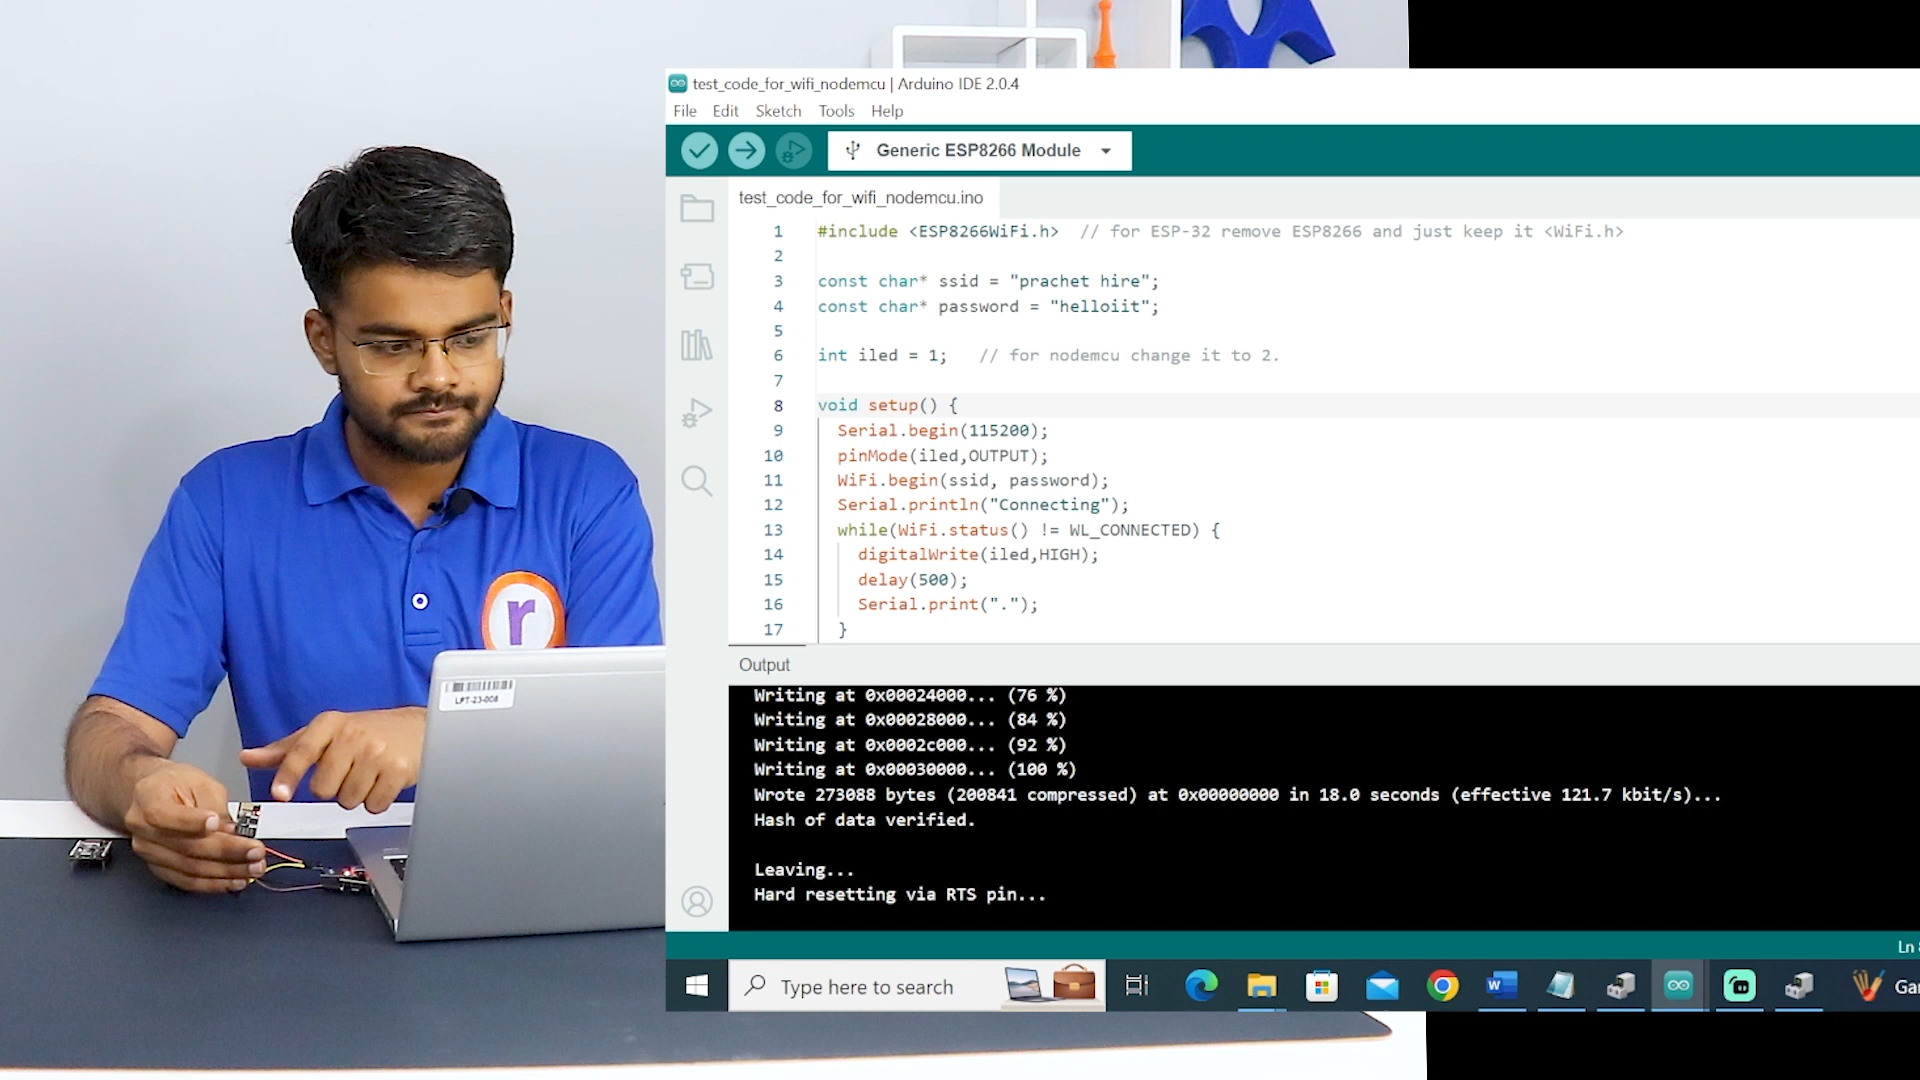 test_code_for_wifi_nodemcu | Arduino IDE 2.0.4
File Edit Sketch Tools Help
Generic ESP8266 Module
test_code_for_wifi_nodemcu.ino
1 #include <ESP8266WiFi.h> // for ESP-32 remove ESP8266 and just keep it <WiFi.h>
2
3 const char* ssid = "prachet hire";
4 const char* password = "helloiit";
5
6 int iled = 1; // for nodemcu change it to 2.
7
8 void setup() {
9 Serial.begin(115200);
10 pinMode(iled,OUTPUT);
11 WiFi.begin(ssid, password);
12 Serial.println("Connecting");
13 while(WiFi.status() != WL_CONNECTED) {
14 digitalWrite(iled,HIGH);
15 delay(500);
16 Serial.print(".");
17 }
r
LPT-23-008
Output
Writing at 0x00024000... (76 %)
Writing at 0x00028000... (84 %)
Writing at 0x0002c000... (92 %)
Writing at 0x00030000... (100 %)
Wrote 273088 bytes (200841 compressed) at 0x00000000 in 18.0 seconds (effective 121.7 kbit/s)...
Hash of data verified.
Leaving...
Hard resetting via RTS pin...
Ln
Type here to search
W
Ga